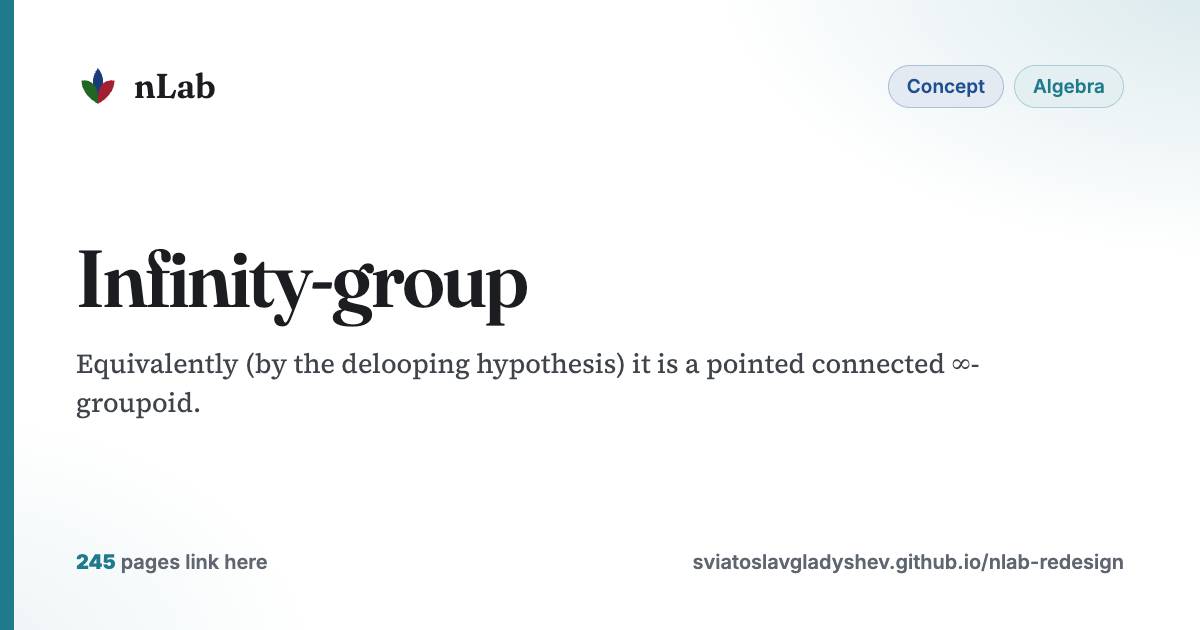 nLab
Concept
Algebra
Infinity-group
Equivalently (by the delooping hypothesis) it is a pointed connected ∞-
groupoid.
245 pages link here
sviatoslavgladyshev.github.io/nlab-redesign